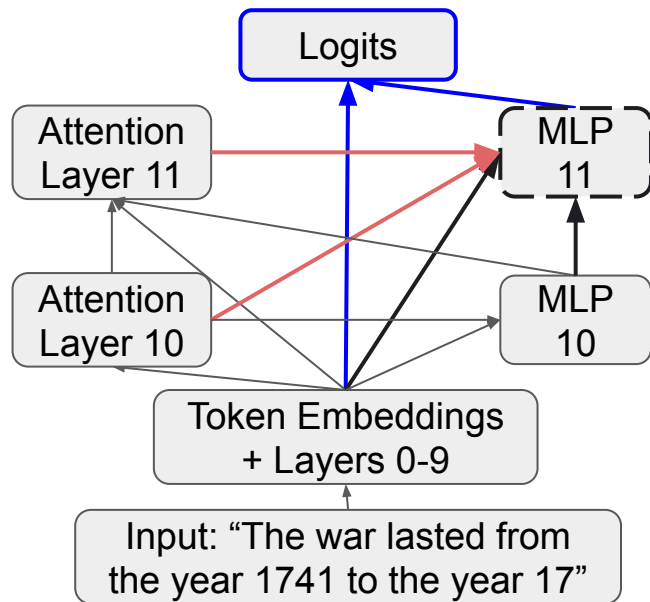 Logits
Attention
Layer 11
MLP
11
Attention
Layer 10
MLP
10
Token Embeddings
+ Layers 0-9
Input: “The war lasted from
the year 1741 to the year 17”